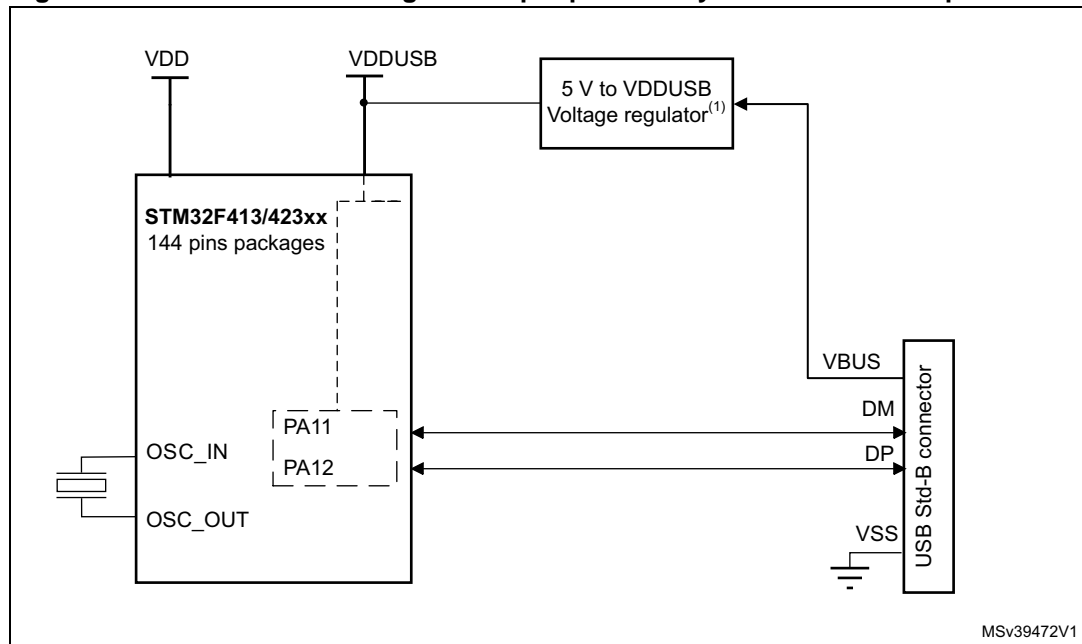 VDD
VDDUSB
5 V to VDDUSB
Voltage regulator(1)
STM32F413/423xx
144 pins packages
VBUS
DM
PA11
OSC_IN
DP
PA12
OSC_OUT
VSS
USB Std-B connector
MSv39472V1